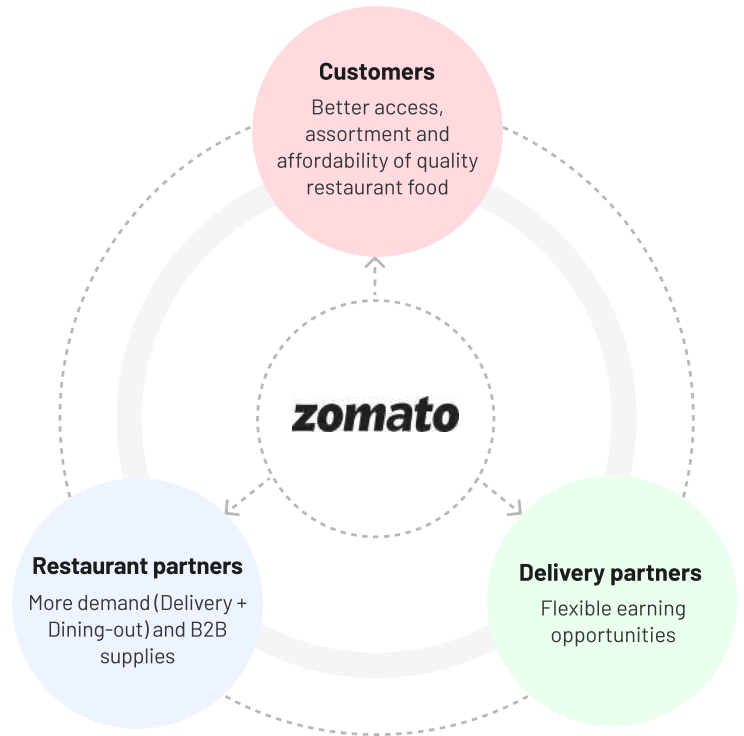 Customers
Better access,
assortment and
affordability of quality
restaurant food
zomato
Restaurant partners
More demand (Delivery +
Dining-out) and B2B
supplies
Delivery partners
Flexible earning
opportunities